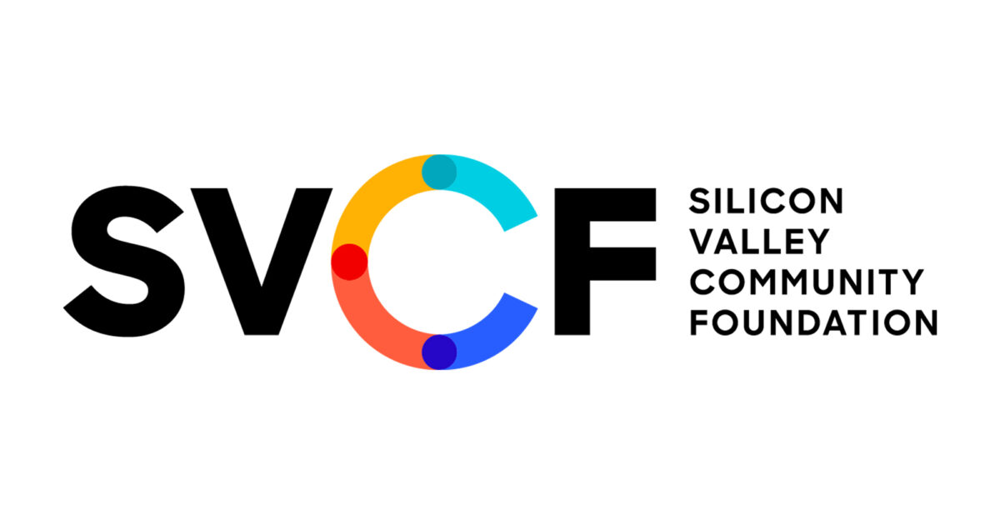 SVCF
SILICON
VALLEY
COMMUNITY
FOUNDATION